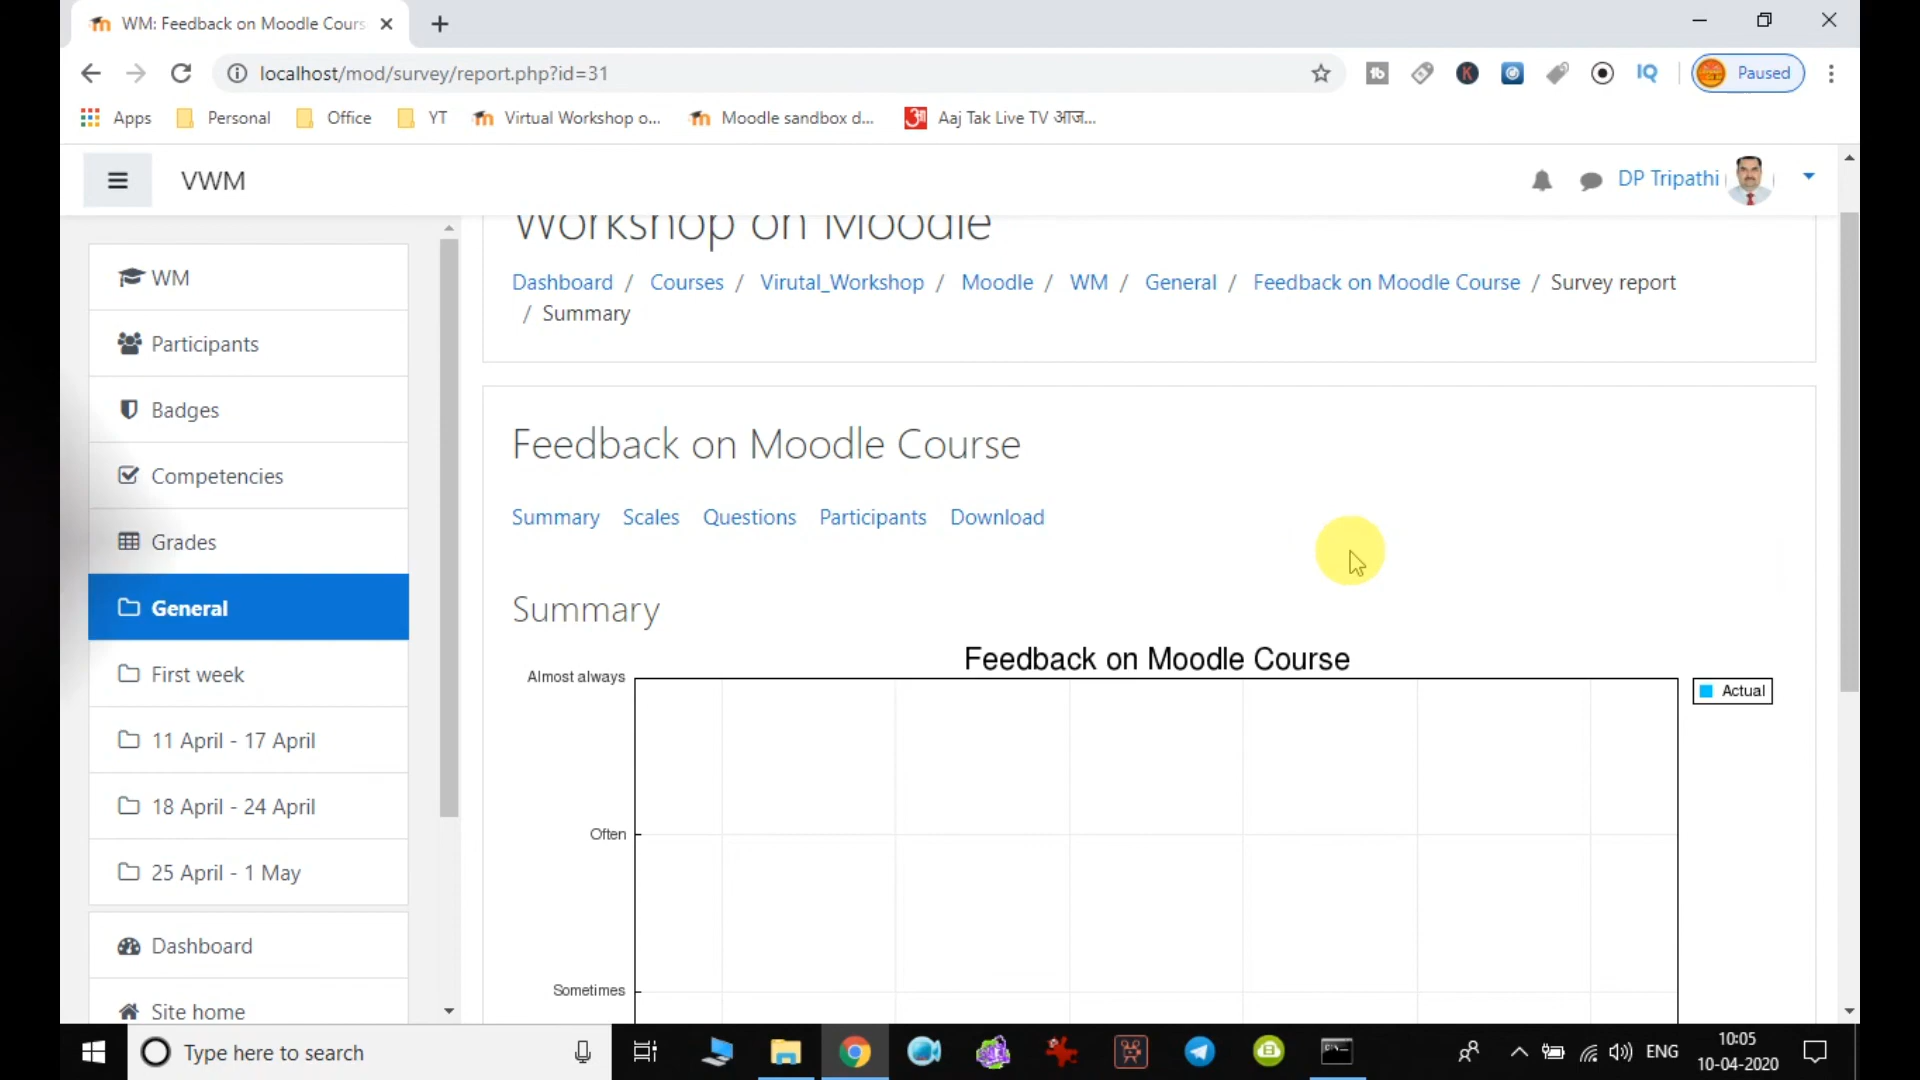 WM: Feedback on Moodle Cours
localhost/mod/survey/report.php?id=31
Paused
Apps Personal Office YT Virtual Workshop o... Moodle sandbox d... Aaj Tak Live TV आज...
VWM
DP Tripathi
Workshop on Moodle
Dashboard / Courses / Virutal_Workshop / Moodle / WM / General / Feedback on Moodle Course / Survey report
/ Summary
WM
Participants
Badges
Competencies
Grades
General
First week
11 April - 17 April
18 April - 24 April
25 April - 1 May
Dashboard
Site home
Feedback on Moodle Course
Summary Scales Questions Participants Download
Summary
Feedback on Moodle Course
Almost always
Actual
Often
Sometimes
Type here to search
ENG
10:05
10-04-2020